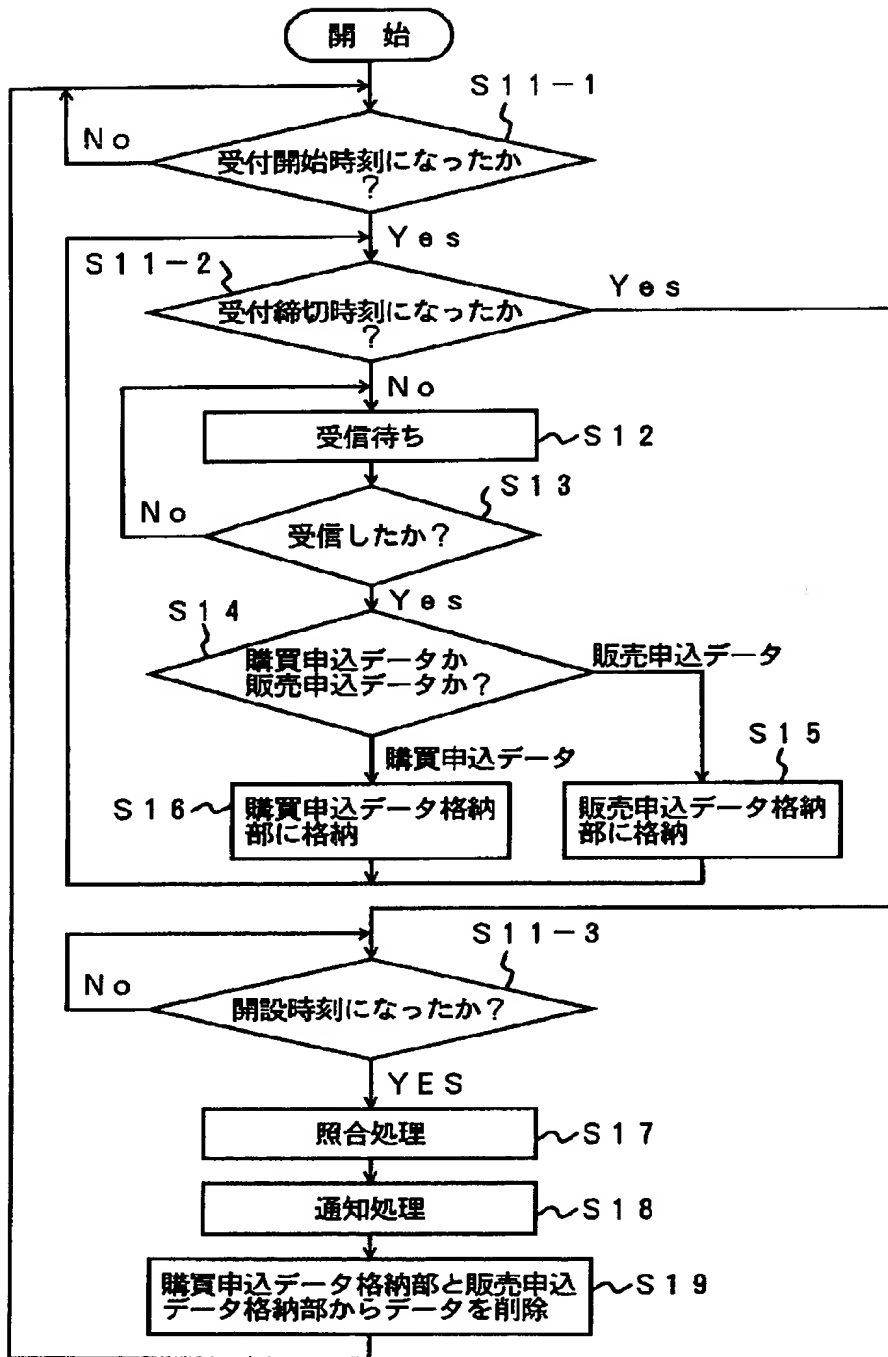 開 始
S11-1
No
受付開始時刻になったか
?
Yes
S11-2
Yes
受付締切時刻になったか
?
No
受信待ち
S12
S13
No
受信したか?
Yes
S14
購買申込データか
販売申込データか?
販売申込データ
購買申込データ
S15
S16
購買申込データ格納
部に格納
販売申込データ格納
部に格納
S11-3
No
開設時刻になったか?
YES
照合処理
S17
通知処理
S18
購買申込データ格納部と販売申込
データ格納部からデータを削除
S19